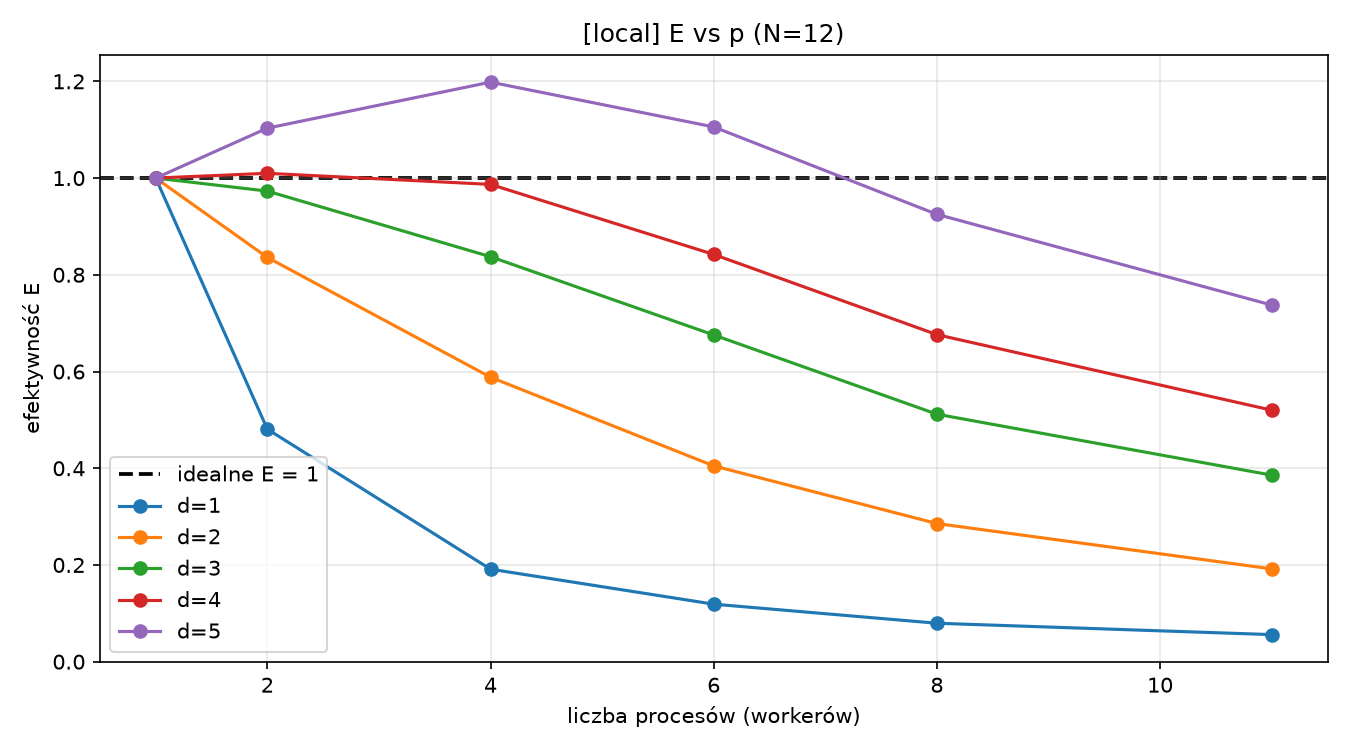 [local] E vs p (N=12)
efektywność E
1.2
1.0
0.8
0.6
0.4
0.2
0.0
idealne E = 1
d=1
d=2
d=3
d=4
d=5
2 4 6 8 10
liczba procesów (workerów)